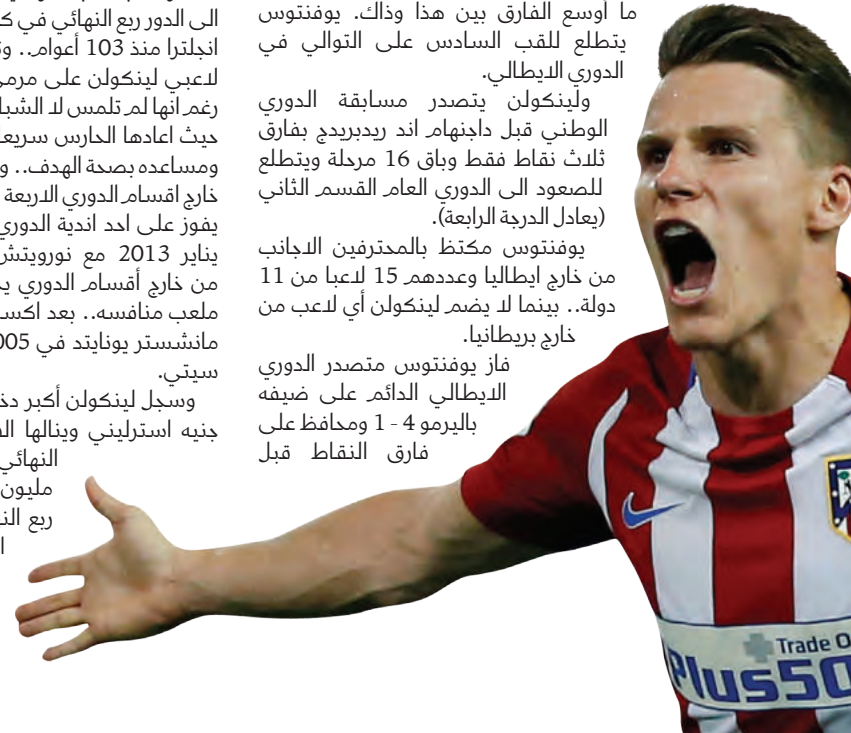 ما أوسع الفارق بين هذا وذاك. يوفنتوس
يتطلع للقب السادس على التوالي في
الدوري الايطالي.
ولينكولن يتصدر مسابقة الدوري
الوطني قبل داجنهام اند ريدبريدج بفارق
ثلاث نقاط فقط وباق 16 مرحلة ويتطلع
للصعود الى الدوري العام القسم الثاني
(يعادل الدرجة الرابعة).
يوفنتوس مكتظ بالمحترفين الاجانب
من خارج ايطاليا وعددهم 15 لاعبا من 11
دولة.. بينما لا يضم لينكولن أي لاعب من
خارج بريطانيا.
فاز يوفنتوس متصدر الدوري
الايطالي الدائم على ضيفه
باليرمو 4 - 1 ومحافظ على
فارق النقاط قبل
الى الدور ربع النهائي في
انجلترا منذ 103 أعوام..
لاعبي لينكولن على
رغم انها لم تلمس لا
حيث اعادها الحارس
ومساعده بصحة الهدف..
خارج اقسام الدوري الاربعة
يفوز على احد اندية الدوري
يناير 2013 مع
من خارج أقسام الدوري
ملعب منافسه.. بعد
مانشستر يونايتد في
سيتي.
وسجل لينكولن أكبر
جنيه استرليني وينالها
النهائي
مليون
ربع
Trade
Plus50